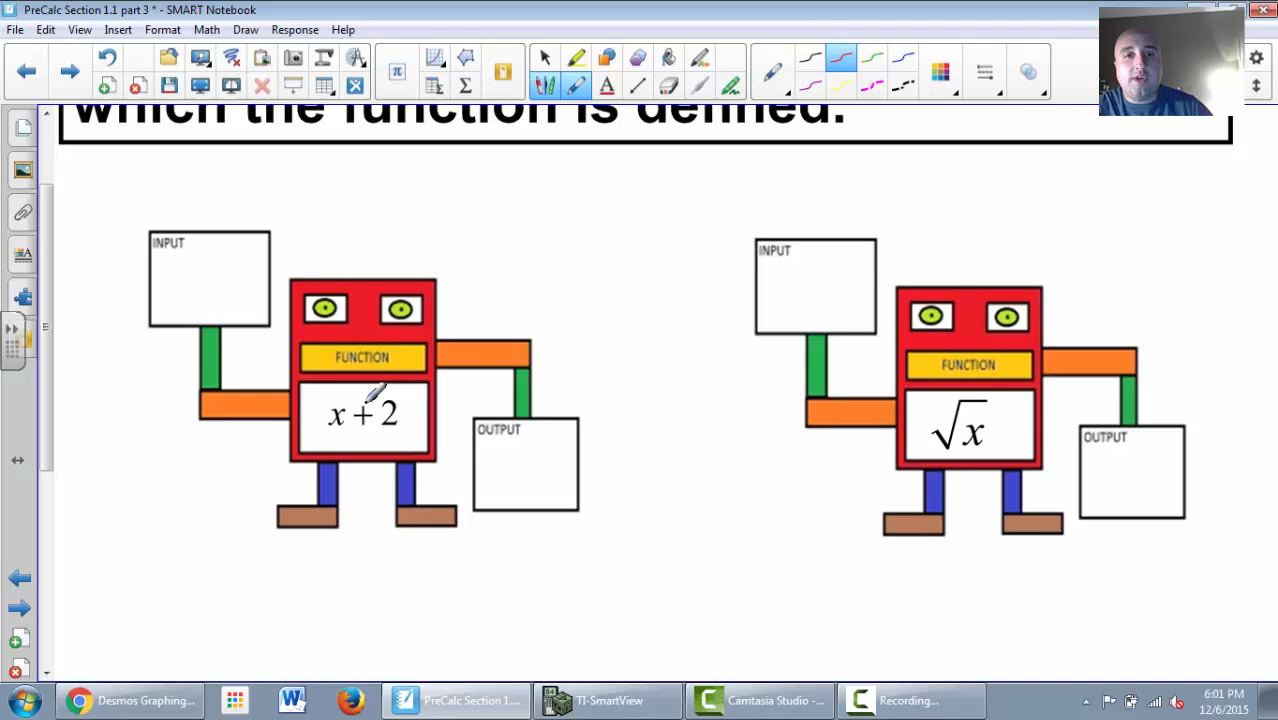 PreCalc Section 1.1 part 3 * - SMART Notebook
File Edit View Insert Format Math Draw Response Help
which the function is defined.
INPUT
FUNCTION
x + 2
OUTPUT
INPUT
FUNCTION
√x
OUTPUT
Desmos Graphing...
PreCalc Section 1.1...
TI-SmartView
Camtasia Studio -...
Recording...
6:01 PM
12/6/2015